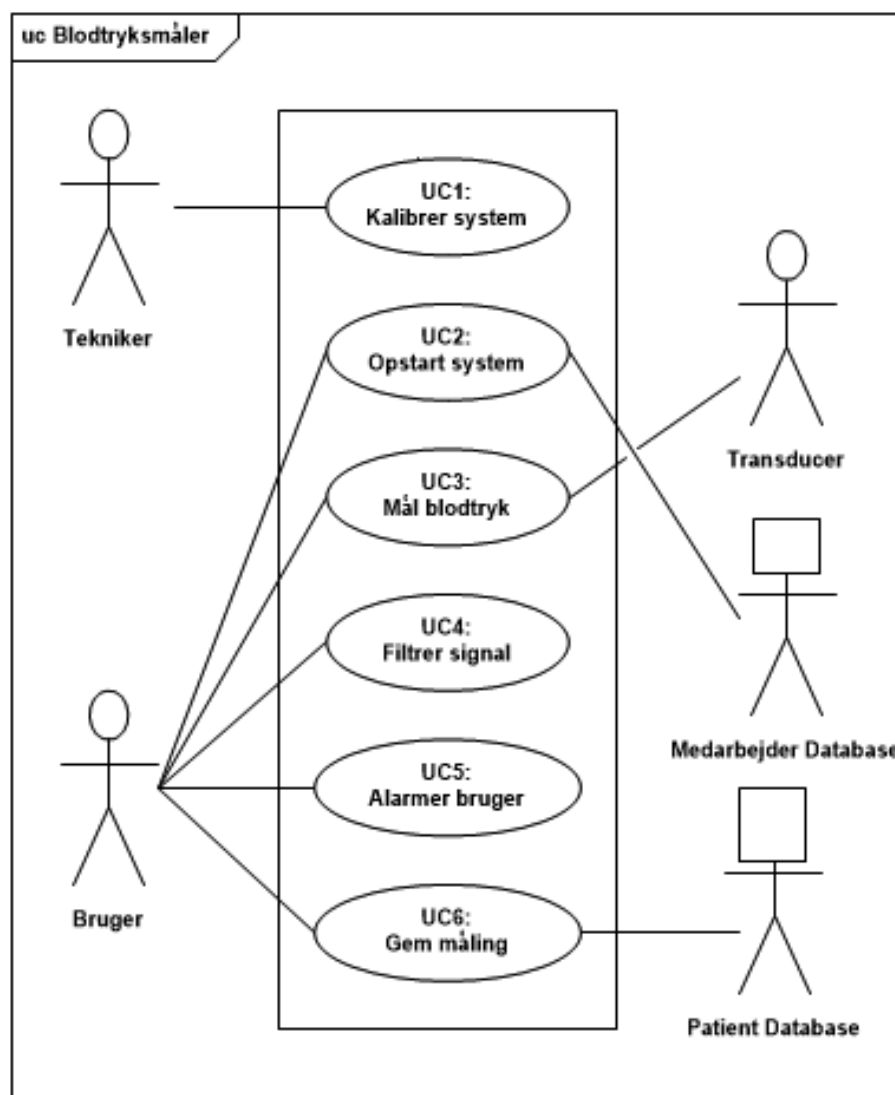 uc Blodtryksmåler
UC1:
Kalibrer system
Tekniker
UC2:
Opstart system
Transducer
UC3:
Mål blodtryk
UC4:
Filtrer signal
Medarbejder Database
UC5:
Alarmer bruger
Bruger
UC6:
Gem måling
Patient Database